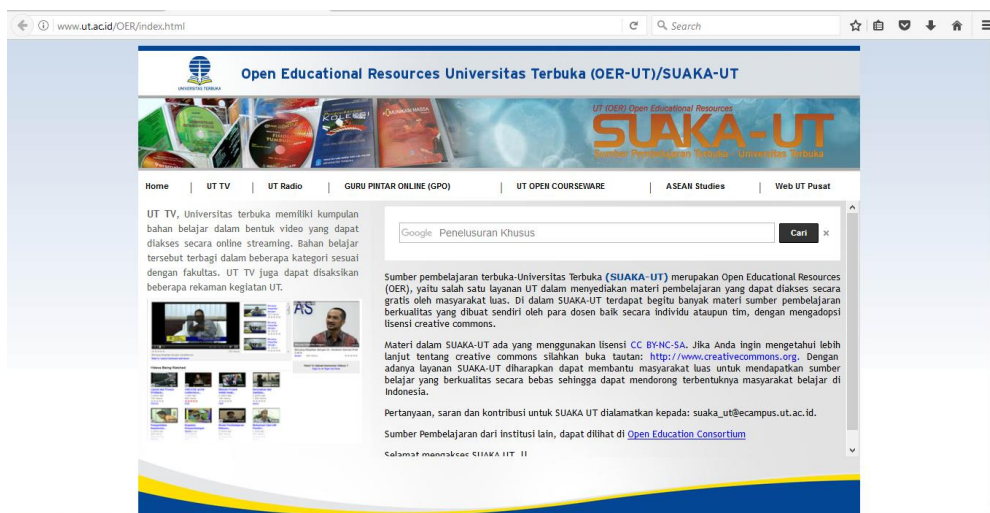 www.ut.ac.id/OER/index.html
Search
UNIVERSITAS TERBUKA
Open Educational Resources Universitas Terbuka (OER-UT)/SUAKA-UT
KOLEKSI
KOMUNIKASI MASSA
UT (OER) Open Educational Resources
SUAKA-UT
Sumber Pembelajaran Terbuka - Universitas Terbuka
Home | UT TV | UT Radio | GURU PINTAR ONLINE (GPO) | UT OPEN COURSEWARE | ASEAN Studies | Web UT Pusat
UT TV, Universitas terbuka memiliki kumpulan
bahan belajar dalam bentuk video yang dapat
diakses secara online streaming. Bahan belajar
tersebut terbagi dalam beberapa kategori sesuai
dengan fakultas. UT TV juga dapat disaksikan
beberapa rekaman kegiatan UT.
AS
Google Penelusuran Khusus
Cari ×
Sumber pembelajaran terbuka-Universitas Terbuka (SUAKA-UT) merupakan Open Educational Resources
(OER), yaitu salah satu layanan UT dalam menyediakan materi pembelajaran yang dapat diakses secara
gratis oleh masyarakat luas. Di dalam SUAKA-UT terdapat begitu banyak materi sumber pembelajaran
berkualitas yang dibuat sendiri oleh para dosen baik secara individu ataupun tim, dengan mengadopsi
lisensi creative commons.
Materi dalam SUAKA-UT ada yang menggunakan lisensi CC BY-NC-SA. Jika Anda ingin mengetahui lebih
lanjut tentang creative commons silahkan buka tautan: http://www.creativecommons.org. Dengan
adanya layanan SUAKA-UT diharapkan dapat membantu masyarakat luas untuk mendapatkan sumber
belajar yang berkualitas secara bebas sehingga dapat mendorong terbentuknya masyarakat belajar di
Indonesia.
Pertanyaan, saran dan kontribusi untuk SUAKA UT dialamatkan kepada: suaka_ut@ecampus.ut.ac.id.
Sumber Pembelajaran dari institusi lain, dapat dilihat di Open Education Consortium
Selamat mengakses SUAKA UT !!